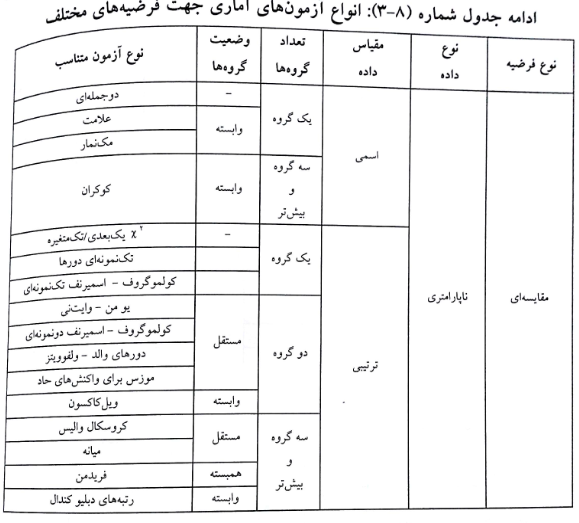 ادامه جدول شماره (۸-۳): انواع آزمون‌های آماری جهت فرضیه‌های مختلف
نوع فرضیه | نوع داده | مقیاس داده | تعداد گروه‌ها | وضعیت گروه‌ها | نوع آزمون متناسب
مقایسه‌ای | ناپارامتری | اسمی | یک گروه | - | دوجمله‌ای
وابسته | علامت
مک‌نمار
سه گروه و بیش‌تر | وابسته | کوکران
ترتیبی | یک گروه | - | χ² یک‌بعدی/تک‌متغیره
تک‌نمونه‌ای دورها
کولموگروف - اسمیرنف تک‌نمونه‌ای
دو گروه | مستقل | یو من - وایت‌نی
کولموگروف - اسمیرنف دونمونه‌ای
دورهای والد - ولفوویتز
موزس برای واکنش‌های حاد
وابسته | ویل‌کاکسون
سه گروه و بیش‌تر | مستقل | کروسکال والیس
میانه
همبسته | فریدمن
وابسته | رتبه‌های دبلیو کندال